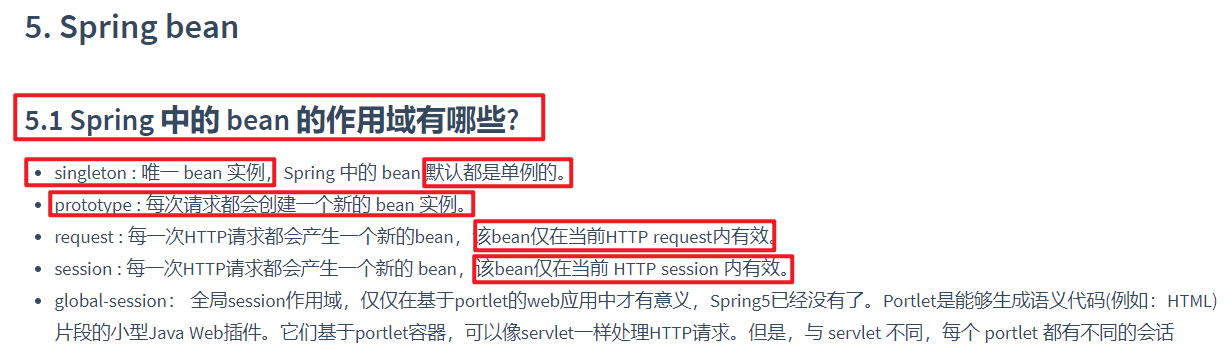 5. Spring bean
5.1 Spring 中的 bean 的作用域有哪些?
• singleton : 唯一 bean 实例，Spring 中的 bean 默认都是单例的。
• prototype : 每次请求都会创建一个新的 bean 实例。
• request : 每一次HTTP请求都会产生一个新的bean，该bean仅在当前HTTP request内有效。
• session : 每一次HTTP请求都会产生一个新的 bean，该bean仅在当前 HTTP session 内有效。
• global-session： 全局session作用域，仅仅在基于portlet的web应用中才有意义，Spring5已经没有了。Portlet是能够生成语义代码(例如：HTML)
片段的小型Java Web插件。它们基于portlet容器，可以像servlet一样处理HTTP请求。但是，与 servlet 不同，每个 portlet 都有不同的会话